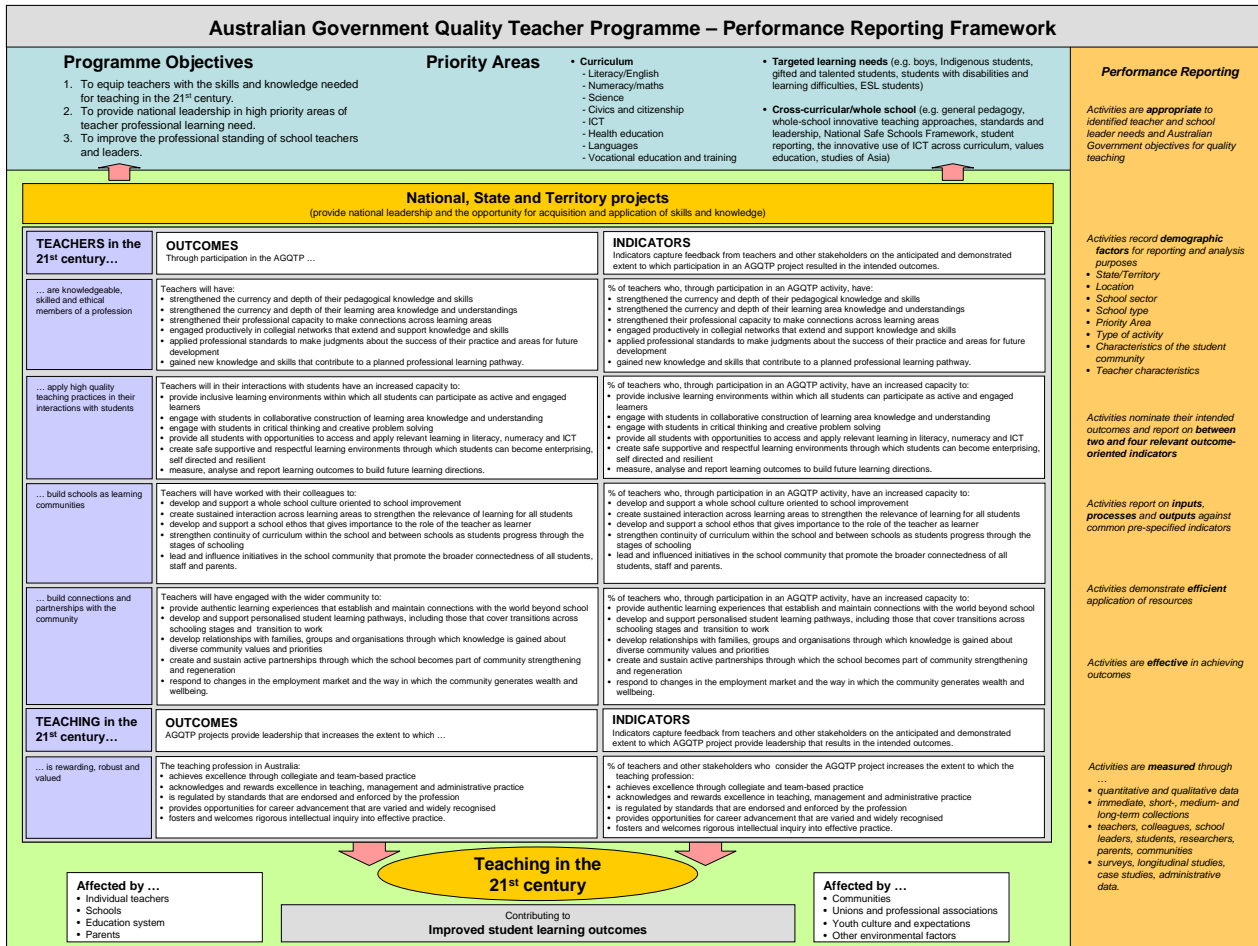 Australian Government Quality Teacher Programme – Performance Reporting Framework
Programme Objectives
1. To equip teachers with the skills and knowledge needed
for teaching in the 21st century.
2. To provide national leadership in high priority areas of
teacher professional learning need.
3. To improve the professional standing of school teachers
and leaders.
Priority Areas
• Curriculum
- Literacy/English
- Numeracy/maths
- Science
- Civics and citizenship
- ICT
- Health education
- Languages
- Vocational education and training
• Targeted learning needs (e.g. boys, Indigenous students,
gifted and talented students, students with disabilities and
learning difficulties, ESL students)
• Cross-curricular/whole school (e.g. general pedagogy,
whole-school innovative teaching approaches, standards and
leadership, National Safe Schools Framework, student
reporting, the innovative use of ICT across curriculum, values
education, studies of Asia)
National, State and Territory projects
(provide national leadership and the opportunity for acquisition and application of skills and knowledge)
TEACHERS in the
21st century…
OUTCOMES
Through participation in the AGQTP …
INDICATORS
Indicators capture feedback from teachers and other stakeholders on the anticipated and demonstrated
extent to which participation in an AGQTP project resulted in the intended outcomes.
… are knowledgeable,
skilled and ethical
members of a profession
Teachers will have:
• strengthened the currency and depth of their pedagogical knowledge and skills
• strengthened the currency and depth of their learning area knowledge and understandings
• strengthened their professional capacity to make connections across learning areas
• engaged productively in collegial networks that extend and support knowledge and skills
• applied professional standards to make judgments about the success of their practice and areas for future
development
• gained new knowledge and skills that contribute to a planned professional learning pathway.
% of teachers who, through participation in an AGQTP activity, have:
• strengthened the currency and depth of their pedagogical knowledge and skills
• strengthened the currency and depth of their learning area knowledge and understandings
• strengthened their professional capacity to make connections across learning areas
• engaged productively in collegial networks that extend and support knowledge and skills
• applied professional standards to make judgments about the success of their practice and areas for future
development
• gained new knowledge and skills that contribute to a planned professional learning pathway.
… apply high quality
teaching practices in their
interactions with students
Teachers will in their interactions with students have an increased capacity to:
• provide inclusive learning environments within which all students can participate as active and engaged
learners
• engage with students in collaborative construction of learning area knowledge and understanding
• engage with students in critical thinking and creative problem solving
• provide all students with opportunities to access and apply relevant learning in literacy, numeracy and ICT
• create safe supportive and respectful learning environments through which students can become enterprising,
self directed and resilient
• measure, analyse and report learning outcomes to build future learning directions.
% of teachers who, through participation in an AGQTP activity, have an increased capacity to:
• provide inclusive learning environments within which all students can participate as active and engaged
learners
• engage with students in collaborative construction of learning area knowledge and understanding
• engage with students in critical thinking and creative problem solving
• provide all students with opportunities to access and apply relevant learning in literacy, numeracy and ICT
• create safe supportive and respectful learning environments through which students can become enterprising,
self directed and resilient
• measure, analyse and report learning outcomes to build future learning directions.
… build schools as learning
communities
Teachers will have worked with their colleagues to:
• develop and support a whole school culture oriented to school improvement
• create sustained interaction across learning areas to strengthen the relevance of learning for all students
• develop and support a school ethos that gives importance to the role of the teacher as learner
• strengthen continuity of curriculum within the school and between schools as students progress through the
stages of schooling
• lead and influence initiatives in the school community that promote the broader connectedness of all students,
staff and parents.
% of teachers who, through participation in an AGQTP activity, have an increased capacity to:
• develop and support a whole school culture oriented to school improvement
• create sustained interaction across learning areas to strengthen the relevance of learning for all students
• develop and support a school ethos that gives importance to the role of the teacher as learner
• strengthen continuity of curriculum within the school and between schools as students progress through the
stages of schooling
• lead and influenced initiatives in the school community that promote the broader connectedness of all
students, staff and parents.
… build connections and
partnerships with the
community
Teachers will have engaged with the wider community to:
• provide authentic learning experiences that establish and maintain connections with the world beyond school
• develop and support personalised student learning pathways, including those that cover transitions across
schooling stages and transition to work
• develop relationships with families, groups and organisations through which knowledge is gained about
diverse community values and priorities
• create and sustain active partnerships through which the school becomes part of community strengthening
and regeneration
• respond to changes in the employment market and the way in which the community generates wealth and
wellbeing.
% of teachers who, through participation in an AGQTP activity, have an increased capacity to:
• provide authentic learning experiences that establish and maintain connections with the world beyond school
• develop and support personalised student learning pathways, including those that cover transitions across
schooling stages and transition to work
• develop relationships with families, groups and organisations through which knowledge is gained about
diverse community values and priorities
• create and sustain active partnerships through which the school becomes part of community strengthening
and regeneration
• respond to changes in the employment market and the way in which the community generates wealth and
wellbeing.
TEACHING in the
21st century…
OUTCOMES
AGQTP projects provide leadership that increases the extent to which …
INDICATORS
Indicators capture feedback from teachers and other stakeholders on the anticipated and demonstrated
extent to which AGQTP project provide leadership that results in the intended outcomes.
… is rewarding, robust and
valued
The teaching profession in Australia:
• achieves excellence through collegiate and team-based practice
• acknowledges and rewards excellence in teaching, management and administrative practice
• is regulated by standards that are endorsed and enforced by the profession
• provides opportunities for career advancement that are varied and widely recognised
• fosters and welcomes rigorous intellectual inquiry into effective practice.
% of teachers and other stakeholders who consider the AGQTP project increases the extent to which the
teaching profession:
• achieves excellence through collegiate and team-based practice
• acknowledges and rewards excellence in teaching, management and administrative practice
• is regulated by standards that are endorsed and enforced by the profession
• provides opportunities for career advancement that are varied and widely recognised
• fosters and welcomes rigorous intellectual inquiry into effective practice.
Teaching in the
21st century
Affected by …
• Individual teachers
• Schools
• Education system
• Parents
Contributing to
Improved student learning outcomes
Affected by …
• Communities
• Unions and professional associations
• Youth culture and expectations
• Other environmental factors
Performance Reporting
Activities are appropriate to
identified teacher and school
leader needs and Australian
Government objectives for quality
teaching
Activities record demographic
factors for reporting and analysis
purposes
• State/Territory
• Location
• School sector
• School type
• Priority Area
• Type of activity
• Characteristics of the student
community
• Teacher characteristics
Activities nominate their intended
outcomes and report on between
two and four relevant outcome-
oriented indicators
Activities report on inputs,
processes and outputs against
common pre-specified indicators
Activities demonstrate efficient
application of resources
Activities are effective in achieving
outcomes
Activities are measured through
…
• quantitative and qualitative data
• immediate, short-, medium- and
long-term collections
• teachers, colleagues, school
leaders, students, researchers,
parents, communities
• surveys, longitudinal studies,
case studies, administrative
data.